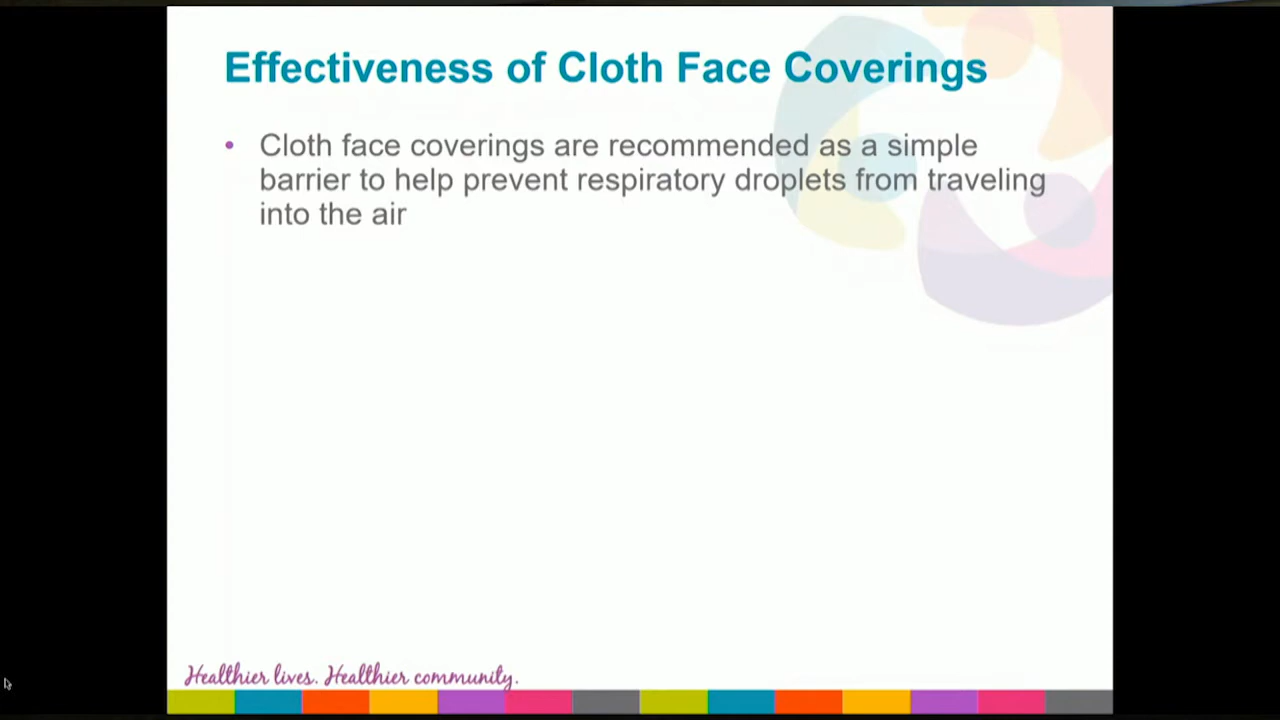 Effectiveness of Cloth Face Coverings
• Cloth face coverings are recommended as a simple
barrier to help prevent respiratory droplets from traveling
into the air
Healthier lives. Healthier community.